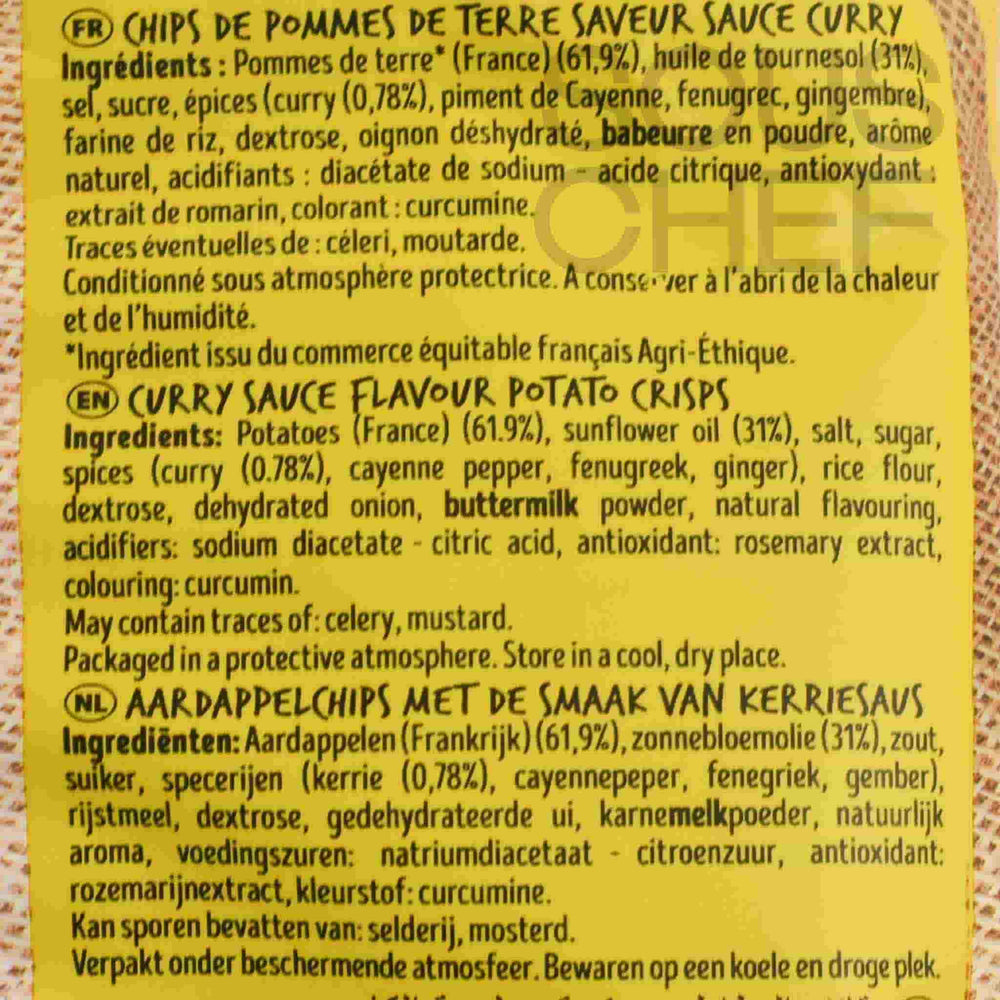 FR CHIPS DE POMMES DE TERRE SAVEUR SAUCE CURRY
Ingrédients : Pommes de terre* (France) (61,9%), huile de tournesol (31%),
sel, sucre, épices (curry (0,78%), piment de Cayenne, fenugrec, gingembre),
farine de riz, dextrose, oignon déshydraté, babeurre en poudre, arôme
naturel, acidifiants : diacétate de sodium - acide citrique, antioxydant :
extrait de romarin, colorant : curcumine.
Traces éventuelles de : céleri, moutarde.
Conditionné sous atmosphère protectrice. A conserver à l'abri de la chaleur
et de l'humidité.
*Ingrédient issu du commerce équitable français Agri-Éthique.
EN CURRY SAUCE FLAVOUR POTATO CRISPS
Ingredients: Potatoes (France) (61.9%), sunflower oil (31%), salt, sugar,
spices (curry (0.78%), cayenne pepper, fenugreek, ginger), rice flour,
dextrose, dehydrated onion, buttermilk powder, natural flavouring,
acidifiers: sodium diacetate - citric acid, antioxidant: rosemary extract,
colouring: curcumin.
May contain traces of: celery, mustard.
Packaged in a protective atmosphere. Store in a cool, dry place.
NL AARDAPPELCHIPS MET DE SMAAK VAN KERRIESAUS
Ingrediënten: Aardappelen (Frankrijk) (61,9%), zonnebloemolie (31%), zout,
suiker, specerijen (kerrie (0,78%), cayennepeper, fenegriek, gember),
rijstmeel, dextrose, gedehydrateerde ui, karnemelkpoeder, natuurlijk
aroma, voedingszuren: natriumdiacetaat - citroenzuur, antioxidant:
rozemarijnextract, kleurstof: curcumine.
Kan sporen bevatten van: selderij, mosterd.
Verpakt onder beschermende atmosfeer. Bewaren op een koele en droge plek.
CHEF